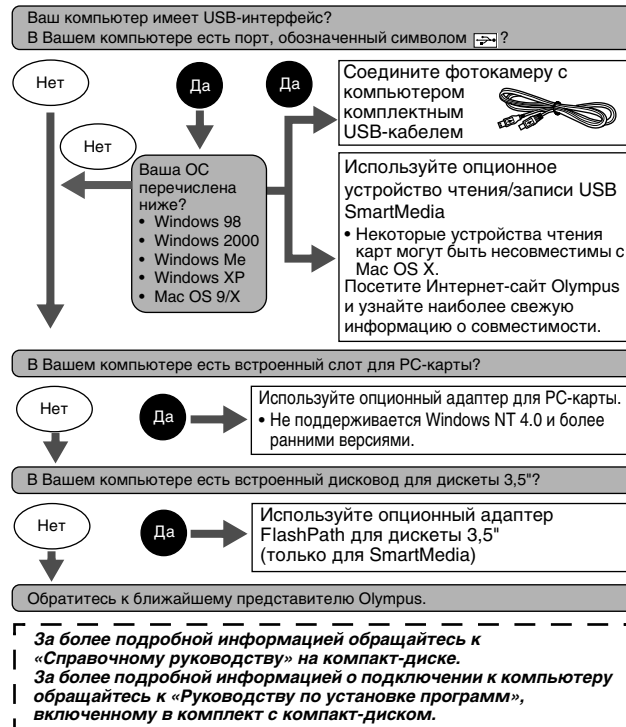 Ваш компьютер имеет USB-интерфейс?
В Вашем компьютере есть порт, обозначенный символом ?
Нет
Да
Да
Соедините фотокамеру с
компьютером
комплектным
USB-кабелем
Нет
Ваша ОС
перечислена
ниже?
• Windows 98
• Windows 2000
• Windows Me
• Windows XP
• Mac OS 9/X
Используйте опционное
устройство чтения/записи USB
SmartMedia
• Некоторые устройства чтения
карт могут быть несовместимы с
Mac OS X.
Посетите Интернет-сайт Olympus
и узнайте наиболее свежую
информацию о совместимости.
В Вашем компьютере есть встроенный слот для PC-карты?
Нет
Да
Используйте опционный адаптер для PC-карты.
• Не поддерживается Windows NT 4.0 и более
ранними версиями.
В Вашем компьютере есть встроенный дисковод для дискеты 3,5"?
Нет
Да
Используйте опционный адаптер
FlashPath для дискеты 3,5"
(только для SmartMedia)
Обратитесь к ближайшему представителю Olympus.
За более подробной информацией обращайтесь к
«Справочному руководству» на компакт-диске.
За более подробной информацией о подключении к компьютеру
обращайтесь к «Руководству по установке программ»,
включенному в комплект с компакт-диском.